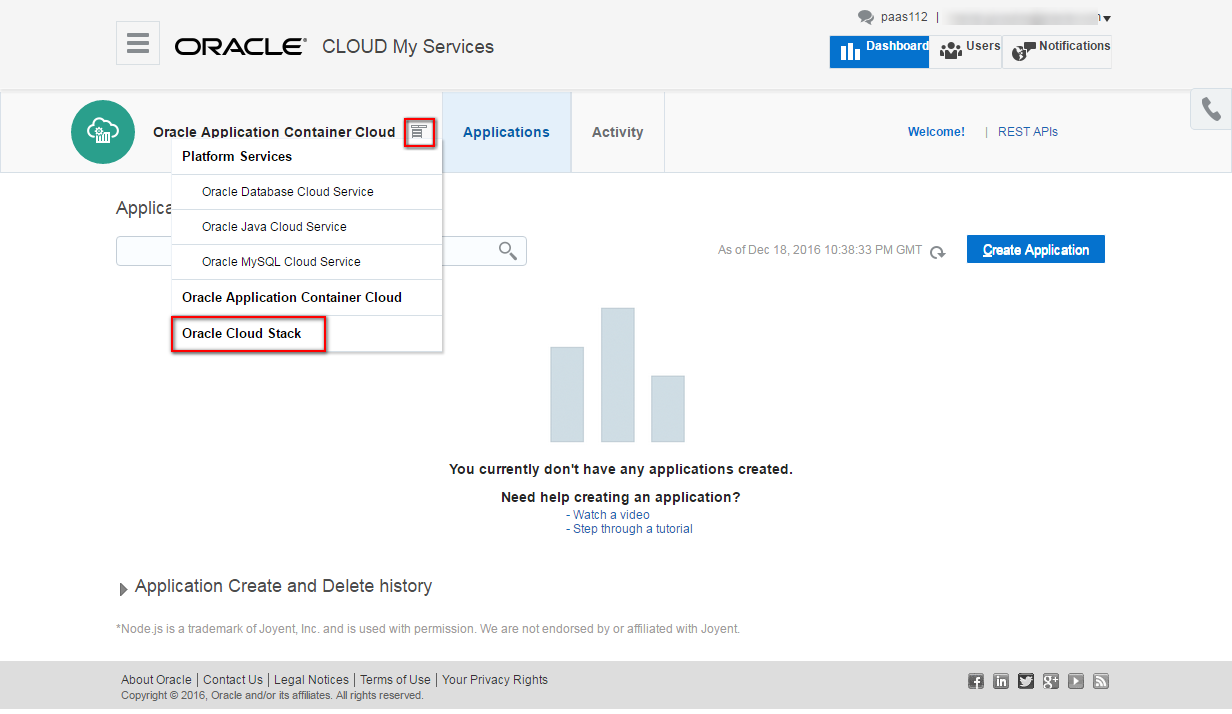 paas112 |
ORACLE® CLOUD My Services
Dashboard
Users
Notifications
Oracle Application Container Cloud
Applications
Activity
Welcome! | REST APIs
Platform Services
Oracle Database Cloud Service
Oracle Java Cloud Service
Oracle MySQL Cloud Service
Oracle Application Container Cloud
Oracle Cloud Stack
As of Dec 18, 2016 10:38:33 PM GMT
Create Application
You currently don't have any applications created.
Need help creating an application?
- Watch a video
- Step through a tutorial
Application Create and Delete history
*Node.js is a trademark of Joyent, Inc. and is used with permission. We are not endorsed by or affiliated with Joyent.
About Oracle | Contact Us | Legal Notices | Terms of Use | Your Privacy Rights
Copyright © 2016, Oracle and/or its affiliates. All rights reserved.